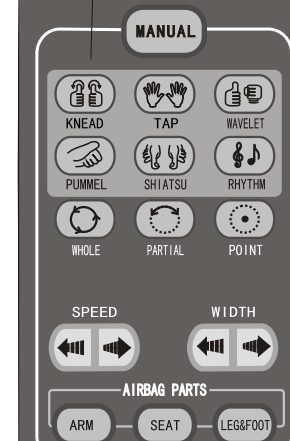 MANUAL
KNEAD TAP WAVELET
PUMMEL SHIATSU RHYTHM
WHOLE PARTIAL POINT
SPEED WIDTH
AIRBAG PARTS
ARM SEAT LEG&FOOT